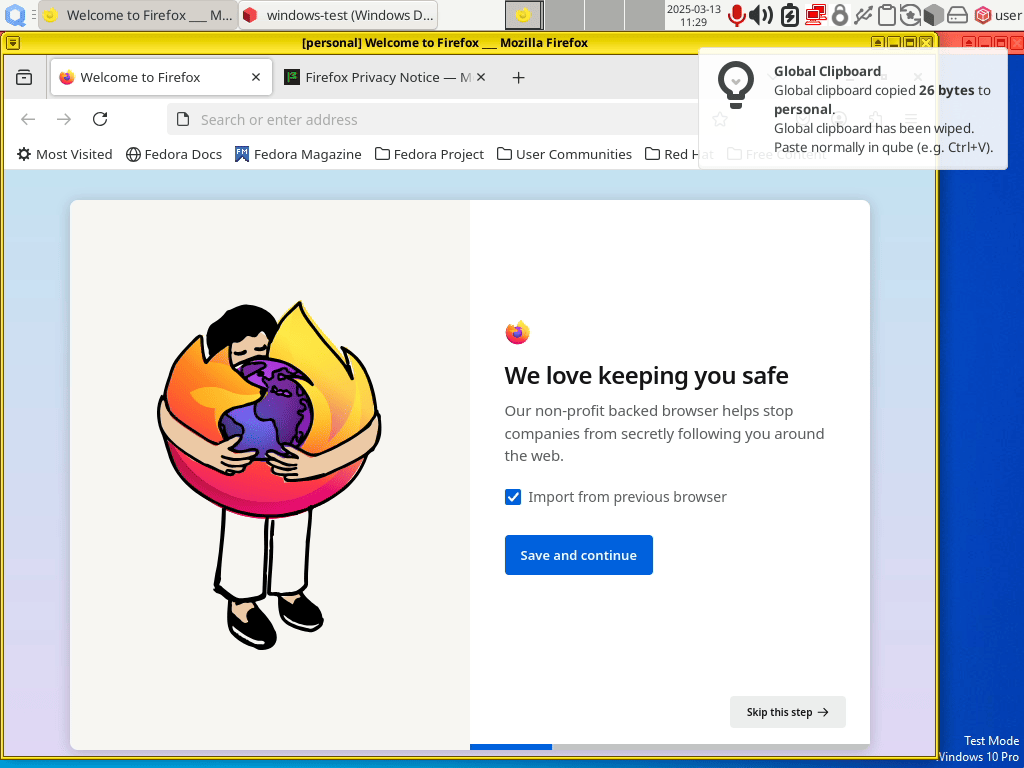 Welcome to Firefox ___ M...
windows-test (Windows D...
2025-03-13
11:29
user
[personal] Welcome to Firefox ___ Mozilla Firefox
Welcome to Firefox
Firefox Privacy Notice — M
Global Clipboard
Global clipboard copied 26 bytes to
personal.
Global clipboard has been wiped.
Paste normally in qube (e.g. Ctrl+V).
Search or enter address
Most Visited
Fedora Docs
FM
Fedora Magazine
Fedora Project
User Communities
Red Hat
Free Content
We love keeping you safe
Our non-profit backed browser helps stop
companies from secretly following you around
the web.
Import from previous browser
Save and continue
Skip this step
Test Mode
Windows 10 Pro